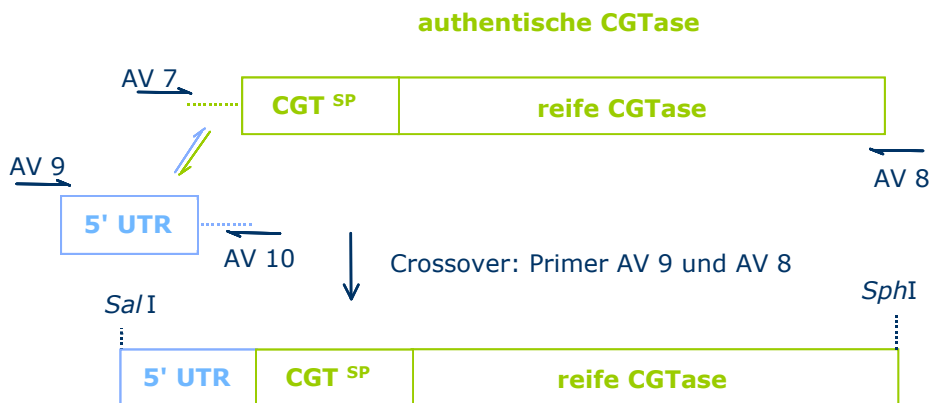 authentische CGTase
AV 7
CGT SP
reife CGTase
AV 9
AV 8
5' UTR
AV 10
Crossover: Primer AV 9 und AV 8
Sal I
SphI
5' UTR
CGT SP
reife CGTase